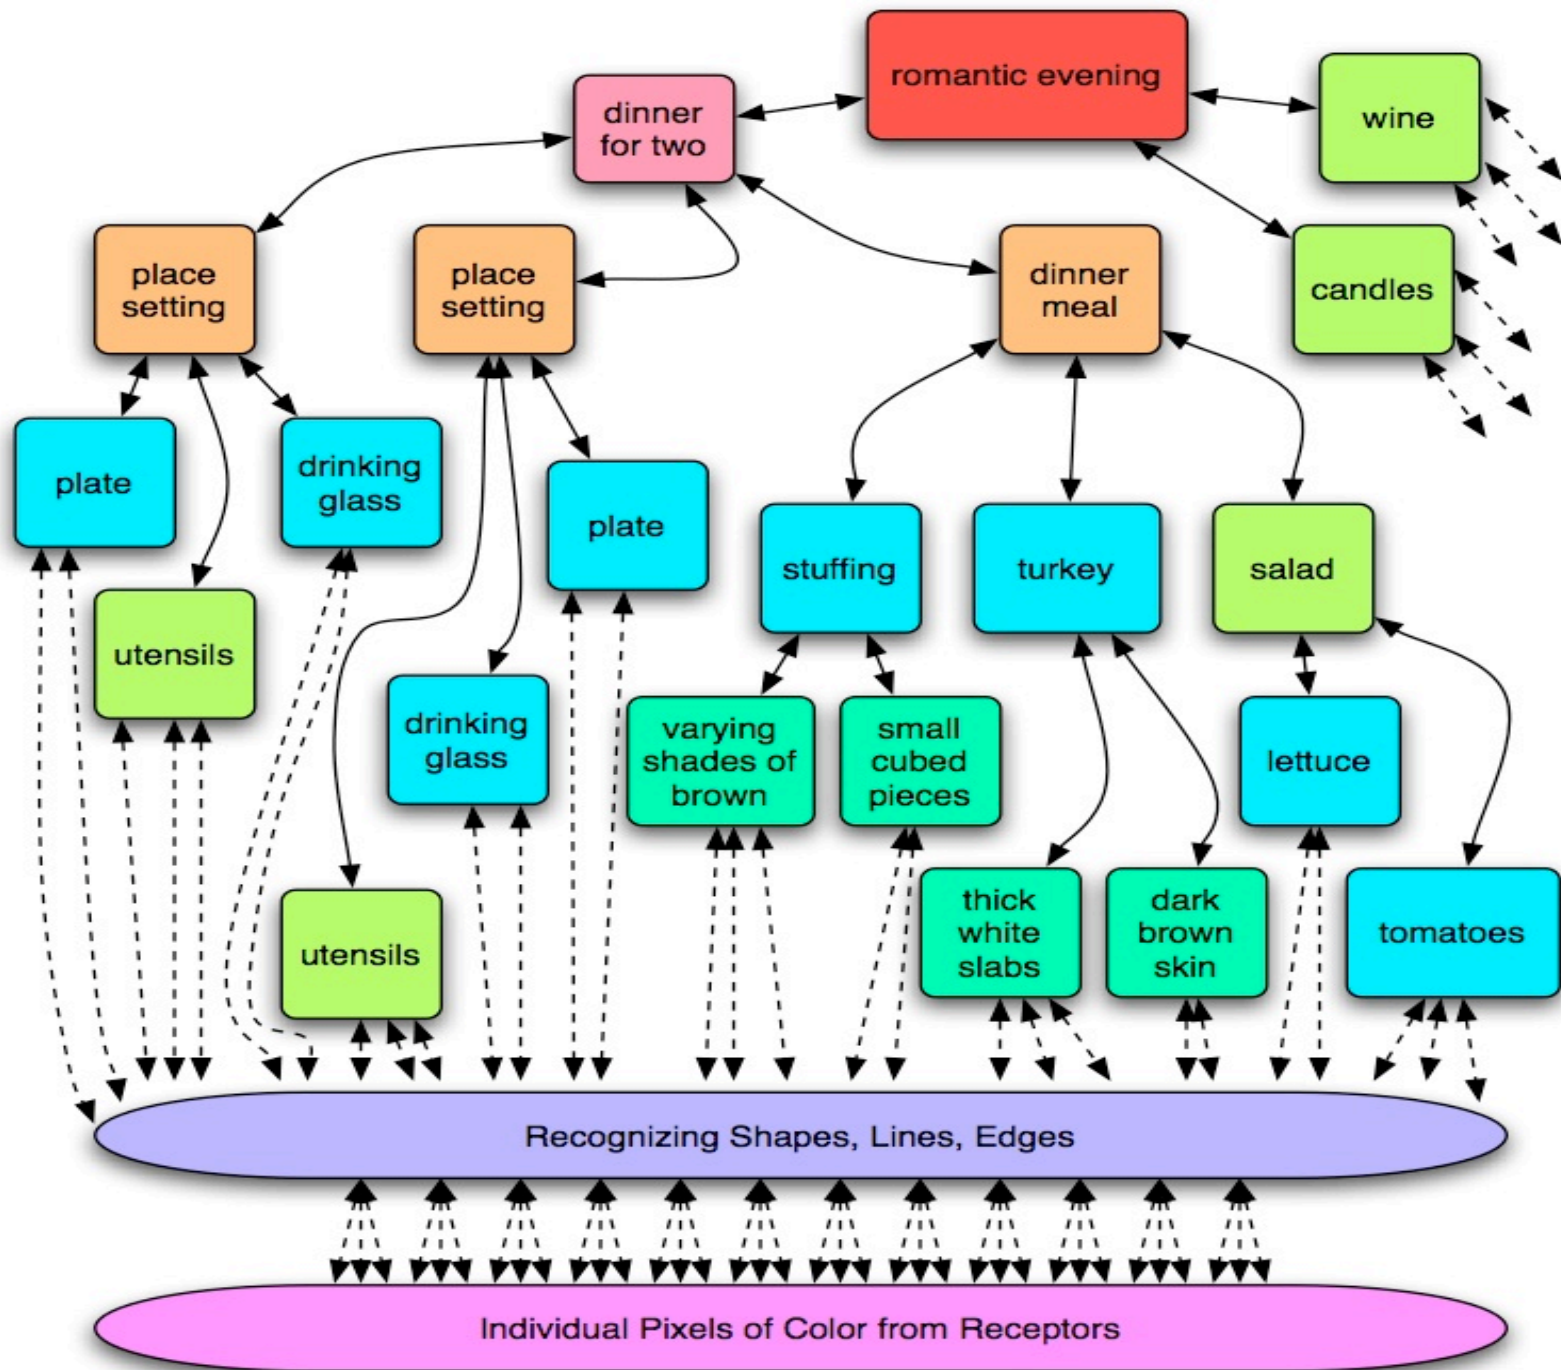 romantic evening
wine
dinner
for two
place
setting
place
setting
dinner
meal
candles
plate
drinking
glass
plate
stuffing
turkey
salad
utensils
drinking
glass
varying
shades of
brown
small
cubed
pieces
lettuce
utensils
thick
white
slabs
dark
brown
skin
tomatoes
Recognizing Shapes, Lines, Edges
Individual Pixels of Color from Receptors